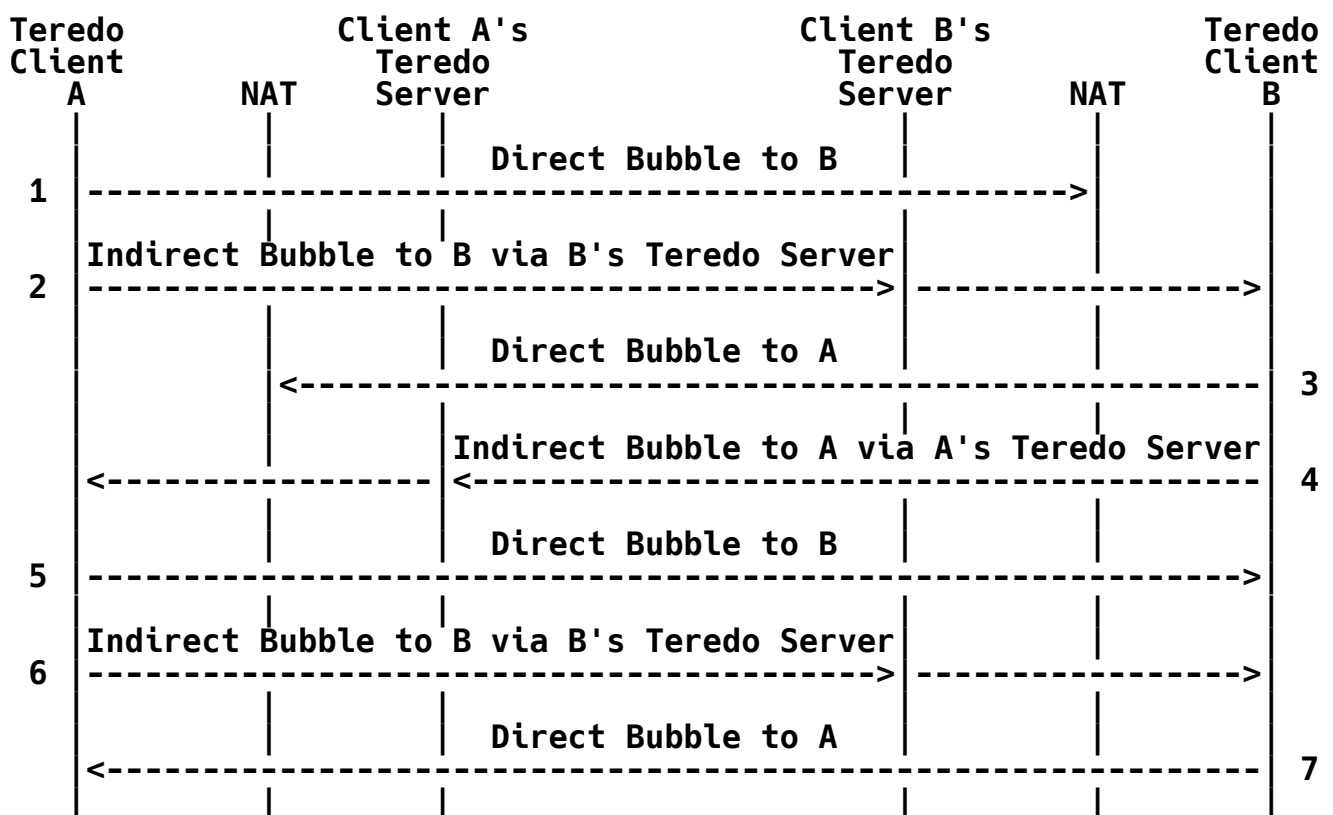 Teredo Client A's Client B's Teredo
Client Teredo Teredo Client
A NAT Server Server NAT B
Direct Bubble to B
1
Indirect Bubble to B via B's Teredo Server
2
Direct Bubble to A
3
Indirect Bubble to A via A's Teredo Server
4
Direct Bubble to B
5
Indirect Bubble to B via B's Teredo Server
6
Direct Bubble to A
7